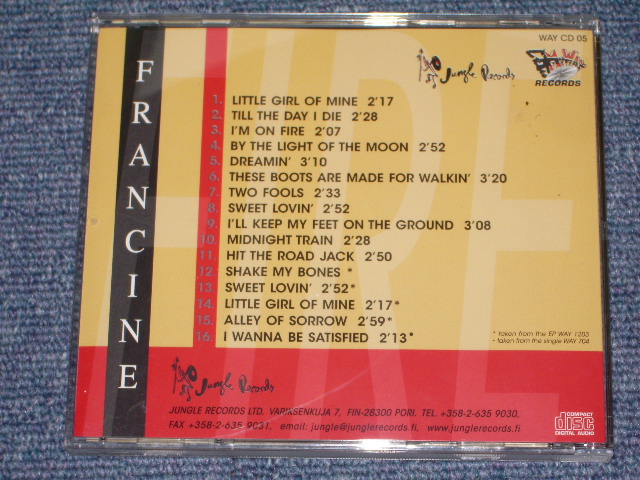 FRANCINE
FIRE
WAY CD 05
Jungle Records
RECORDS
1. LITTLE GIRL OF MINE 2'17
2. TILL THE DAY I DIE 2'28
3. I'M ON FIRE 2'07
4. BY THE LIGHT OF THE MOON 2'52
5. DREAMIN' 3'10
6. THESE BOOTS ARE MADE FOR WALKIN' 3'20
7. TWO FOOLS 2'33
8. SWEET LOVIN' 2'52
9. I'LL KEEP MY FEET ON THE GROUND 3'08
10. MIDNIGHT TRAIN 2'28
11. HIT THE ROAD JACK 2'50
12. SHAKE MY BONES *
13. SWEET LOVIN' 2'52*
14. LITTLE GIRL OF MINE 2'17*
15. ALLEY OF SORROW 2'59*
16. I WANNA BE SATISFIED 2'13•
* taken from the EP WAY 1203
• taken from the single WAY 704
Jungle Records
JUNGLE RECORDS LTD. VARIKSENKUJA 7, FIN-28300 PORI. TEL. +358-2-635 9030.
FAX +358-2-635 9031. email: jungle@junglerecords.fi. www.junglerecords.fi
COMPACT
disc
DIGITAL AUDIO